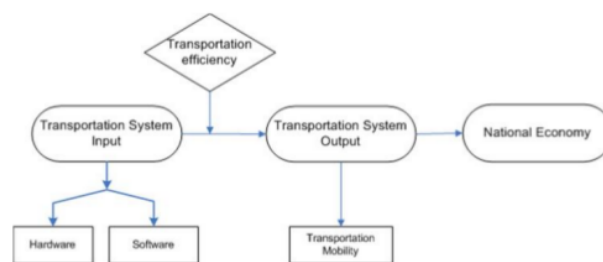 Transportation
efficiency
Transportation System
Input
Transportation System
Output
National Economy
Hardware
Software
Transportation
Mobility